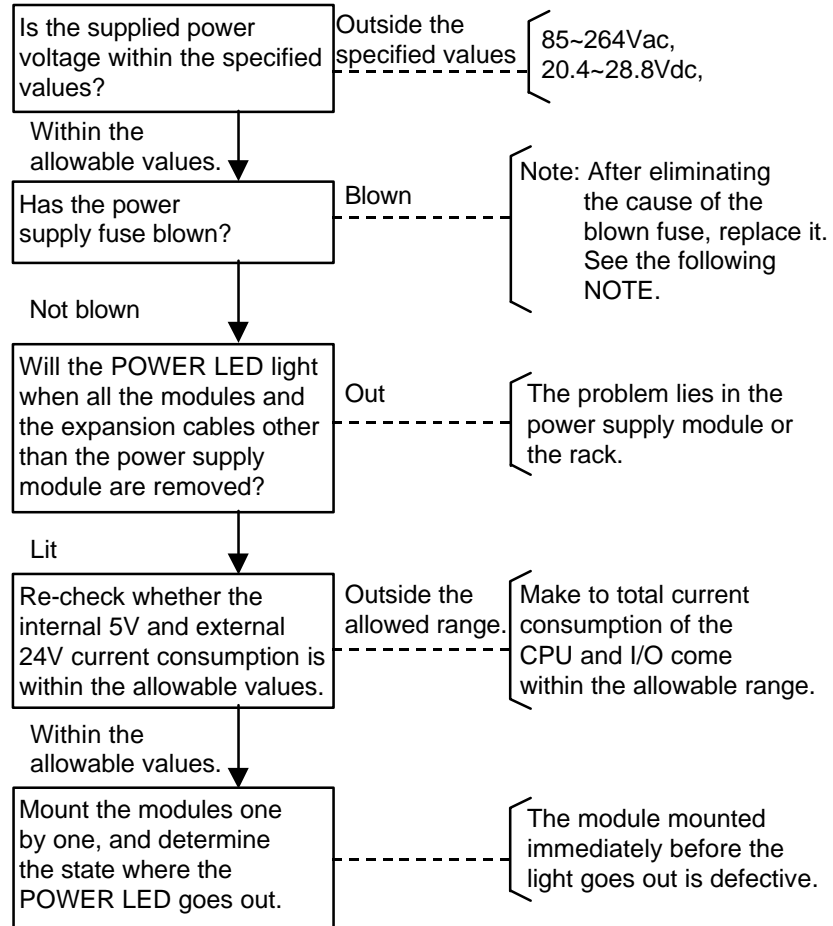 Is the supplied power
voltage within the specified
values?
Outside the
specified values
85~264Vac,
20.4~28.8Vdc,
Within the
allowable values.
Has the power
supply fuse blown?
Blown
Note: After eliminating
the cause of the
blown fuse, replace it.
See the following
NOTE.
Not blown
Will the POWER LED light
when all the modules and
the expansion cables other
than the power supply
module are removed?
Out
The problem lies in the
power supply module or
the rack.
Lit
Re-check whether the
internal 5V and external
24V current consumption is
within the allowable values.
Outside the
allowed range.
Make to total current
consumption of the
CPU and I/O come
within the allowable range.
Within the
allowable values.
Mount the modules one
by one, and determine
the state where the
POWER LED goes out.
The module mounted
immediately before the
light goes out is defective.